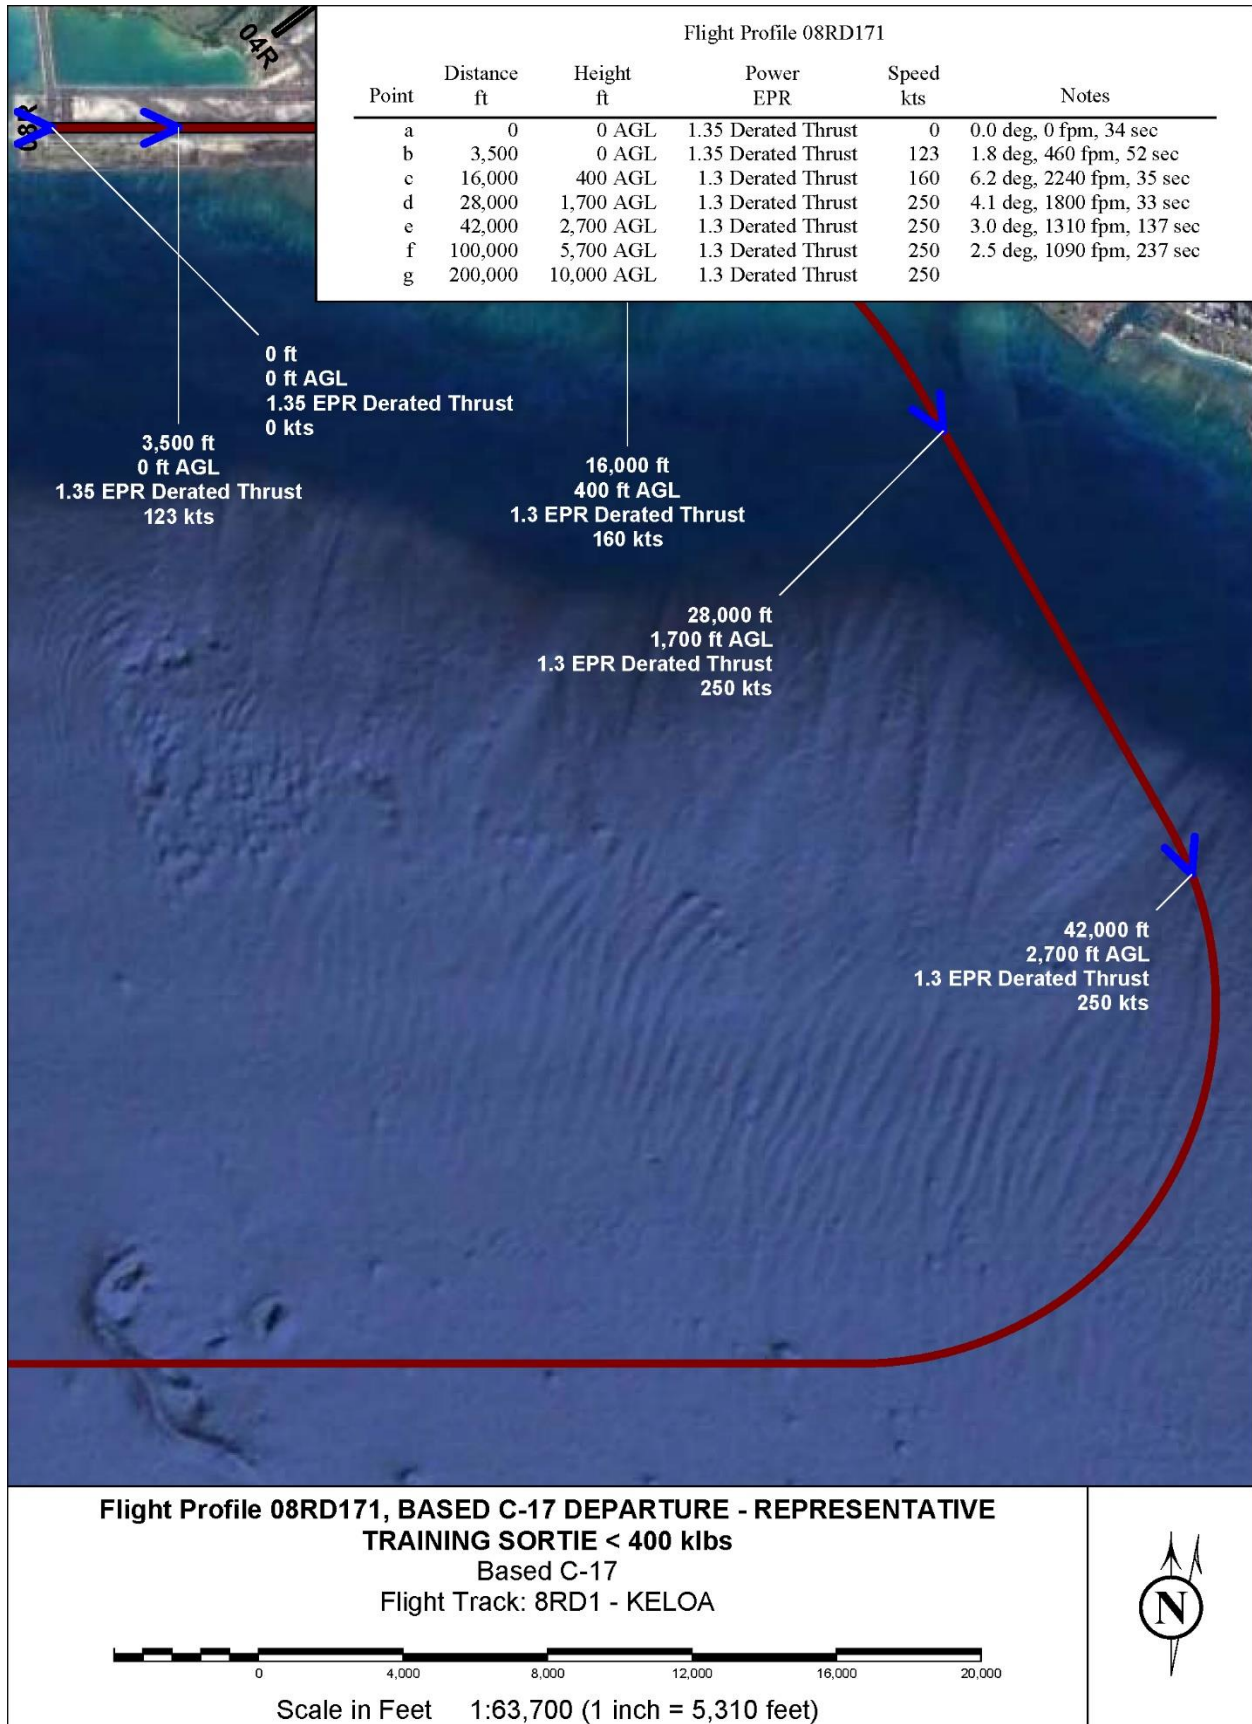 04R
08R
Flight Profile 08RD171
Point Distance ft Height ft Power EPR Speed kts Notes
a 0 0 AGL 1.35 Derated Thrust 0 0.0 deg, 0 fpm, 34 sec
b 3,500 0 AGL 1.35 Derated Thrust 123 1.8 deg, 460 fpm, 52 sec
c 16,000 400 AGL 1.3 Derated Thrust 160 6.2 deg, 2240 fpm, 35 sec
d 28,000 1,700 AGL 1.3 Derated Thrust 250 4.1 deg, 1800 fpm, 33 sec
e 42,000 2,700 AGL 1.3 Derated Thrust 250 3.0 deg, 1310 fpm, 137 sec
f 100,000 5,700 AGL 1.3 Derated Thrust 250 2.5 deg, 1090 fpm, 237 sec
g 200,000 10,000 AGL 1.3 Derated Thrust 250
0 ft
0 ft AGL
1.35 EPR Derated Thrust
0 kts
3,500 ft
0 ft AGL
1.35 EPR Derated Thrust
123 kts
16,000 ft
400 ft AGL
1.3 EPR Derated Thrust
160 kts
28,000 ft
1,700 ft AGL
1.3 EPR Derated Thrust
250 kts
42,000 ft
2,700 ft AGL
1.3 EPR Derated Thrust
250 kts
Flight Profile 08RD171, BASED C-17 DEPARTURE - REPRESENTATIVE
TRAINING SORTIE < 400 klbs
Based C-17
Flight Track: 8RD1 - KELOA
0 4,000 8,000 12,000 16,000 20,000
Scale in Feet 1:63,700 (1 inch = 5,310 feet)
N